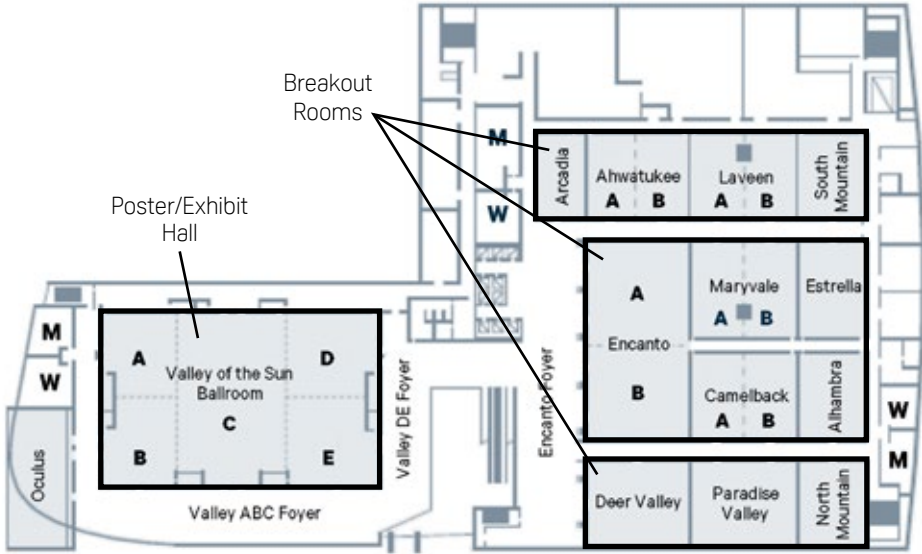 Breakout
Rooms
Poster/Exhibit
Hall
M
W
Arcadia
Ahwatukee
A B
Laveen
A B
South
Mountain
A
Encanto
B
Maryvale
A B
Estrella
Camelback
A B
Alhambra
Encanto Foyer
Deer Valley
Paradise
Valley
North
Mountain
W
M
M
W
Oculus
A
D
Valley of the Sun
Ballroom
C
B
E
Valley DE Foyer
Valley ABC Foyer